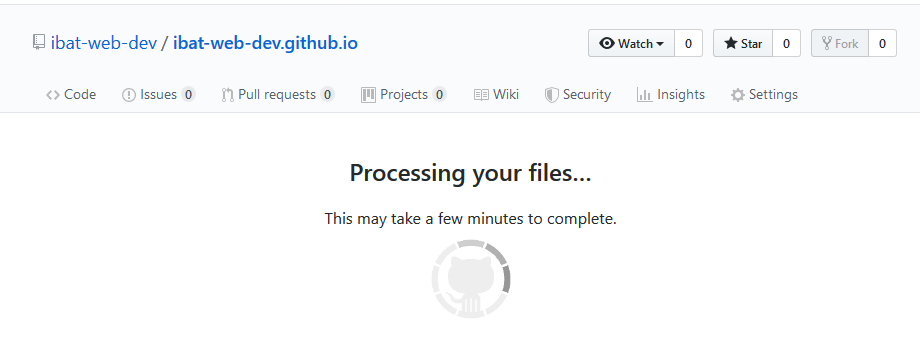 ibat-web-dev / ibat-web-dev.github.io Watch 0 Star 0 Fork 0
Code Issues 0 Pull requests 0 Projects 0 Wiki Security Insights Settings
Processing your files...
This may take a few minutes to complete.